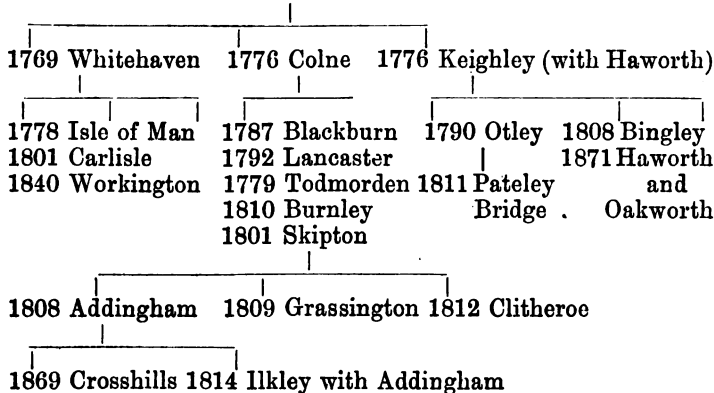 1769 Whitehaven 1776 Colne 1776 Keighley (with Haworth)
1778 Isle of Man 1787 Blackburn 1790 Otley 1808 Bingley
1801 Carlisle 1792 Lancaster 1871 Haworth
1840 Workington 1779 Todmorden 1811 Pateley and
1810 Burnley Bridge . Oakworth
1801 Skipton
1808 Addingham 1809 Grassington 1812 Clitheroe
1869 Crosshills 1814 Ilkley with Addingham